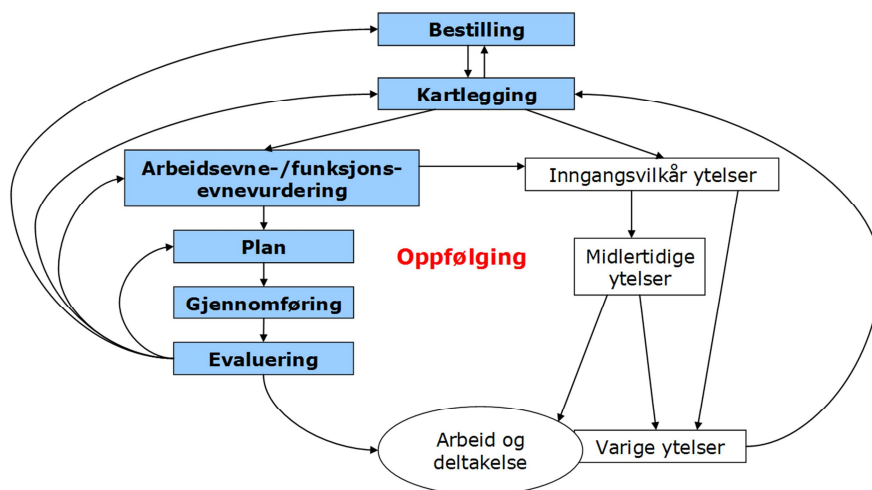 Bestilling
Kartlegging
Arbeidsevne-/funksjons-
evnevurdering
Inngangsvilkår ytelser
Plan
Oppfølging
Midlertidige
ytelser
Gjennomføring
Evaluering
Arbeid og
deltakelse
Varige ytelser